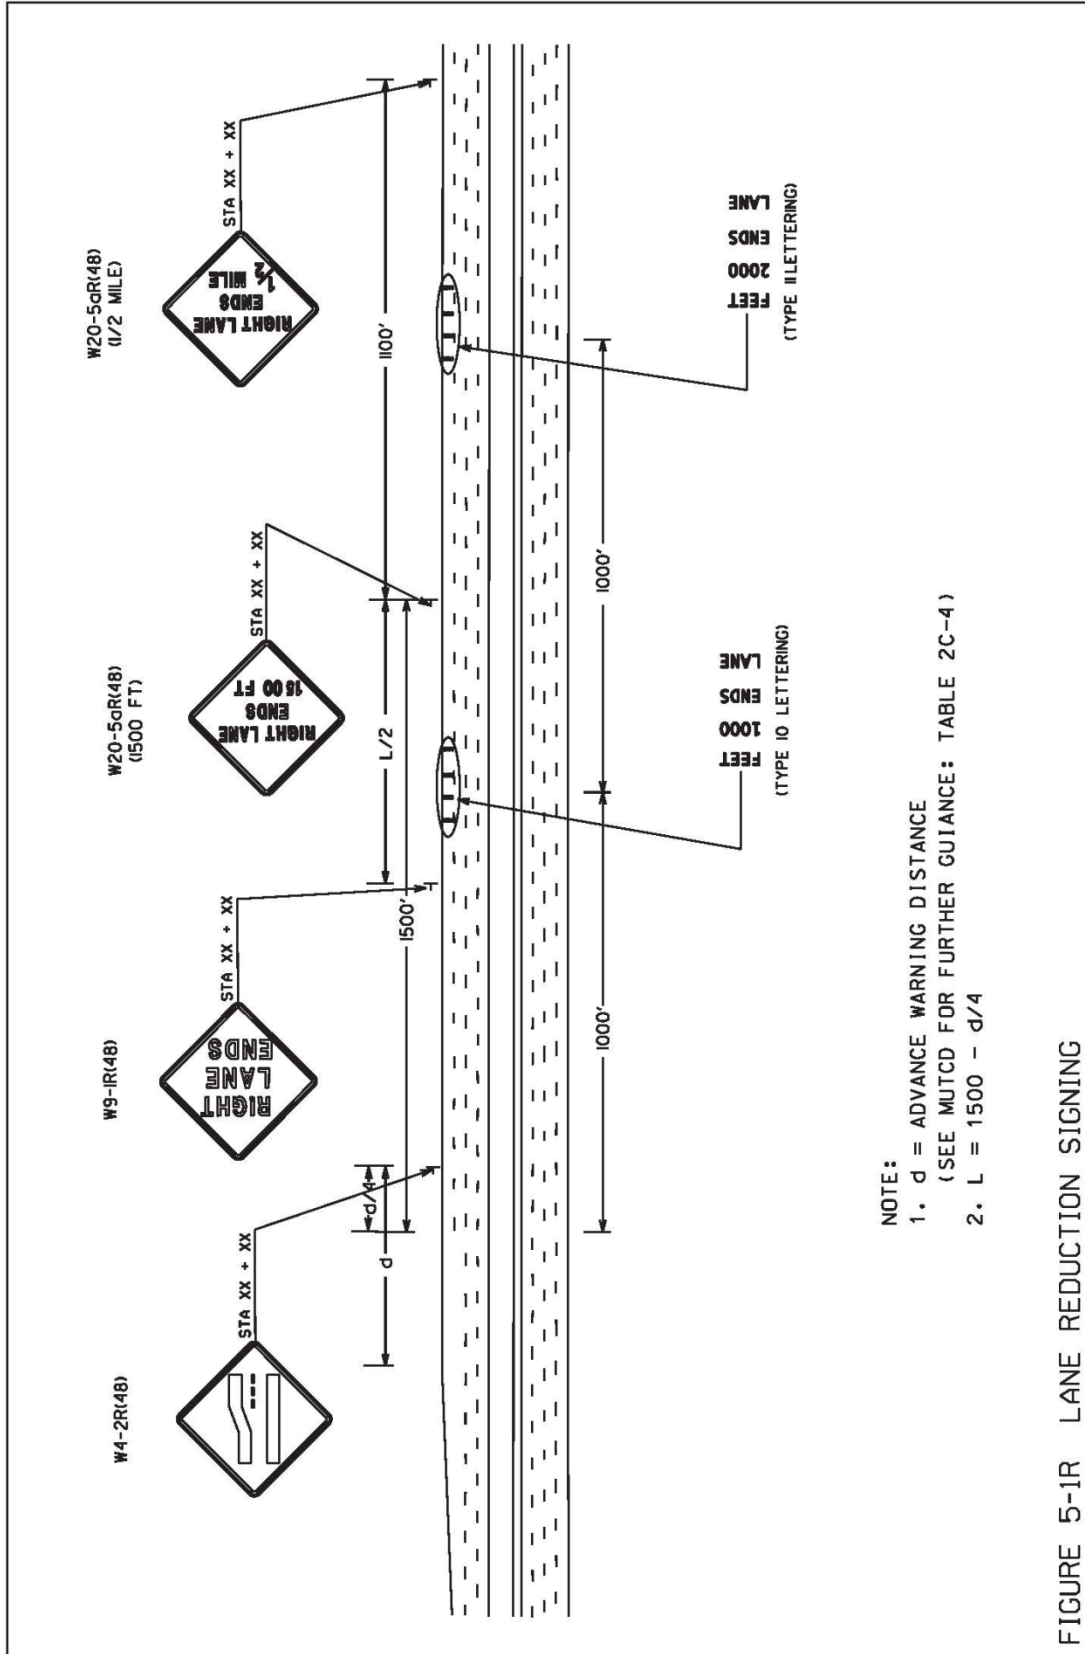 W4-2R(48)
STA XX + XX
W9-1R(48)
RIGHT
LANE
ENDS
STA XX + XX
W20-5aR(48)
(1500 FT)
RIGHT LANE
ENDS
15 00 FT
STA XX + XX
W20-5aR(48)
(1/2 MILE)
RIGHT LANE
ENDS
1/2 MILE
STA XX + XX
d/4
d
1500'
L/2
1100'
1000'
1000'
FEET
1000
ENDS
LANE
(TYPE 10 LETTERING)
FEET
2000
ENDS
LANE
(TYPE 11 LETTERING)
NOTE:
1. d = ADVANCE WARNING DISTANCE
(SEE MUTCD FOR FURTHER GUIANCE: TABLE 2C-4)
2. L = 1500 - d/4
FIGURE 5-1R LANE REDUCTION SIGNING